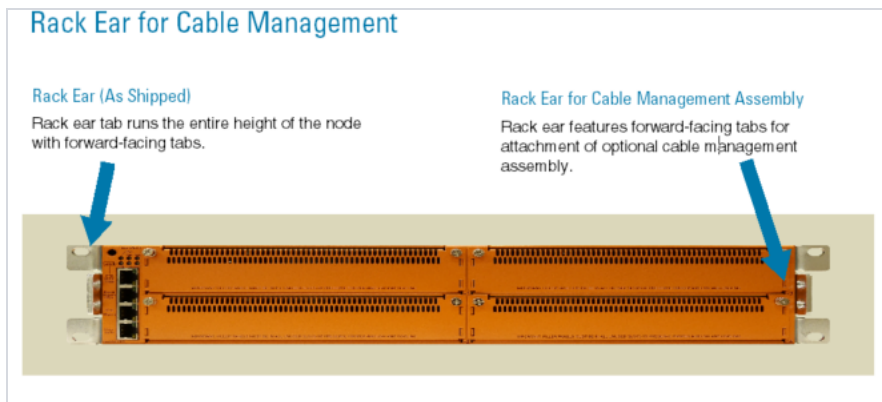 Rack Ear for Cable Management
Rack Ear (As Shipped)
Rack ear tab runs the entire height of the node
with forward-facing tabs.
Rack Ear for Cable Management Assembly
Rack ear features forward-facing tabs for
attachment of optional cable management
assembly.